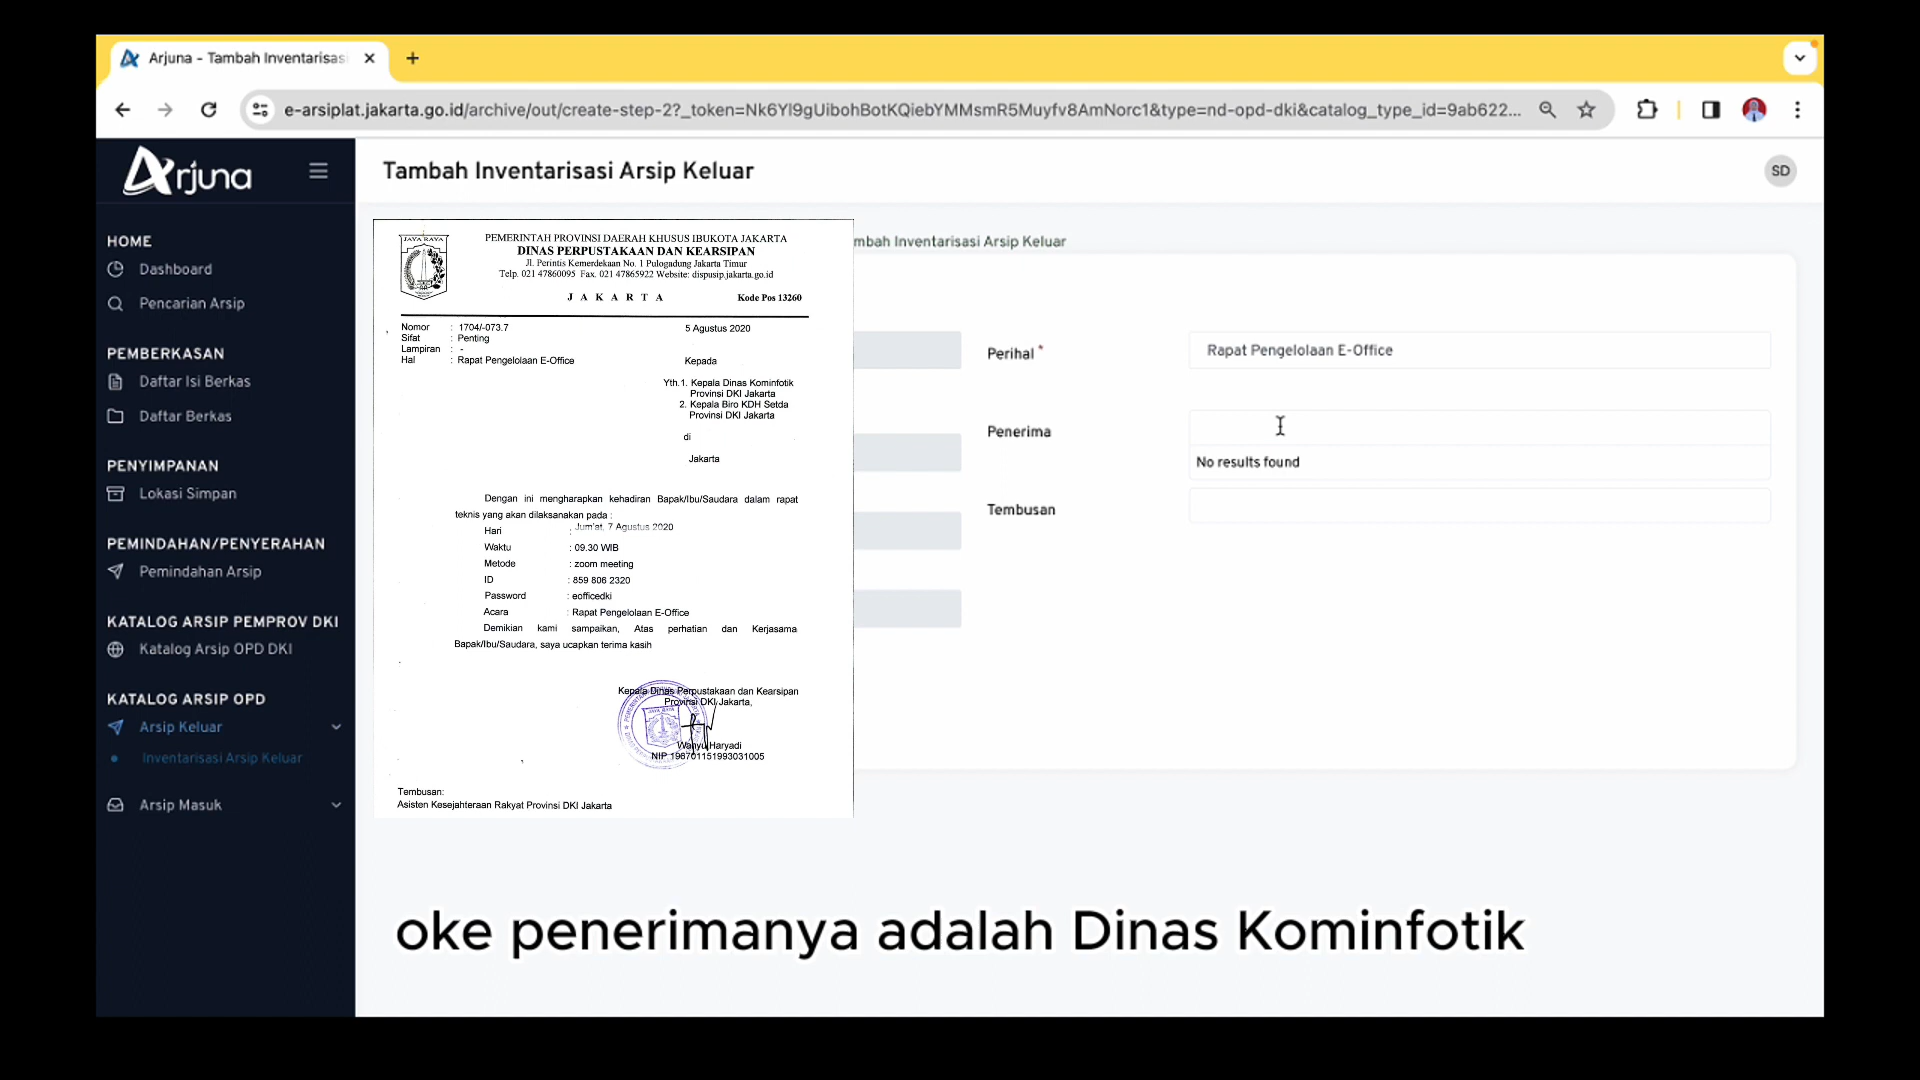 Arjuna - Tambah Inventarisas
e-arsiplat.jakarta.go.id/archive/out/create-step-2?_token=Nk6Yl9gUibohBotKQiebYMMsmR5Muyfv8AmNorc1&type=nd-opd-dki&catalog_type_id=9ab622...
Arjuna
Tambah Inventarisasi Arsip Keluar
SD
HOME
Dashboard
Pencarian Arsip
PEMBERKASAN
Daftar Isi Berkas
Daftar Berkas
PENYIMPANAN
Lokasi Simpan
PEMINDAHAN/PENYERAHAN
Pemindahan Arsip
KATALOG ARSIP PEMPROV DKI
Katalog Arsip OPD DKI
KATALOG ARSIP OPD
Arsip Keluar
Inventarisasi Arsip Keluar
Arsip Masuk
JAYA RAYA
PEMERINTAH PROVINSI DAERAH KHUSUS IBUKOTA JAKARTA
DINAS PERPUSTAKAAN DAN KEARSIPAN
Jl. Perintis Kemerdekaan No. 1 Pulogadung Jakarta Timur
Telp. 021 47860095 Fax. 021 47865922 Website: dispusip.jakarta.go.id
J A K A R T A Kode Pos 13260
Nomor : 1704/-073.7 5 Agustus 2020
Sifat : Penting
Lampiran : -
Hal : Rapat Pengelolaan E-Office
Kepada
Yth.1. Kepala Dinas Kominfotik
Provinsi DKI Jakarta
2. Kepala Biro KDH Setda
Provinsi DKI Jakarta
di
Jakarta
Dengan ini mengharapkan kehadiran Bapak/Ibu/Saudara dalam rapat
teknis yang akan dilaksanakan pada :
Hari : Jum'at, 7 Agustus 2020
Waktu : 09.30 WIB
Metode : zoom meeting
ID : 859 806 2320
Password : eofficedki
Acara : Rapat Pengelolaan E-Office
Demikian kami sampaikan, Atas perhatian dan Kerjasama
Bapak/Ibu/Saudara, saya ucapkan terima kasih
Kepala Dinas Perpustakaan dan Kearsipan
Provinsi DKI Jakarta,
Wahyu Haryadi
NIP 196701151993031005
Tembusan:
Asisten Kesejahteraan Rakyat Provinsi DKI Jakarta
mbah Inventarisasi Arsip Keluar
Perihal * Rapat Pengelolaan E-Office
Penerima
No results found
Tembusan
oke penerimanya adalah Dinas Kominfotik